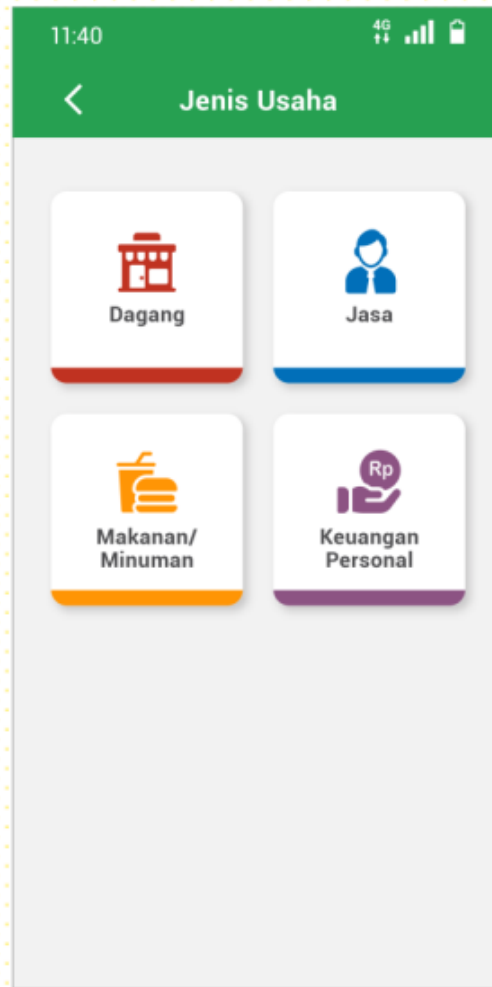 11:40
4G
Jenis Usaha
Dagang
Jasa
Makanan/
Minuman
Rp
Keuangan
Personal